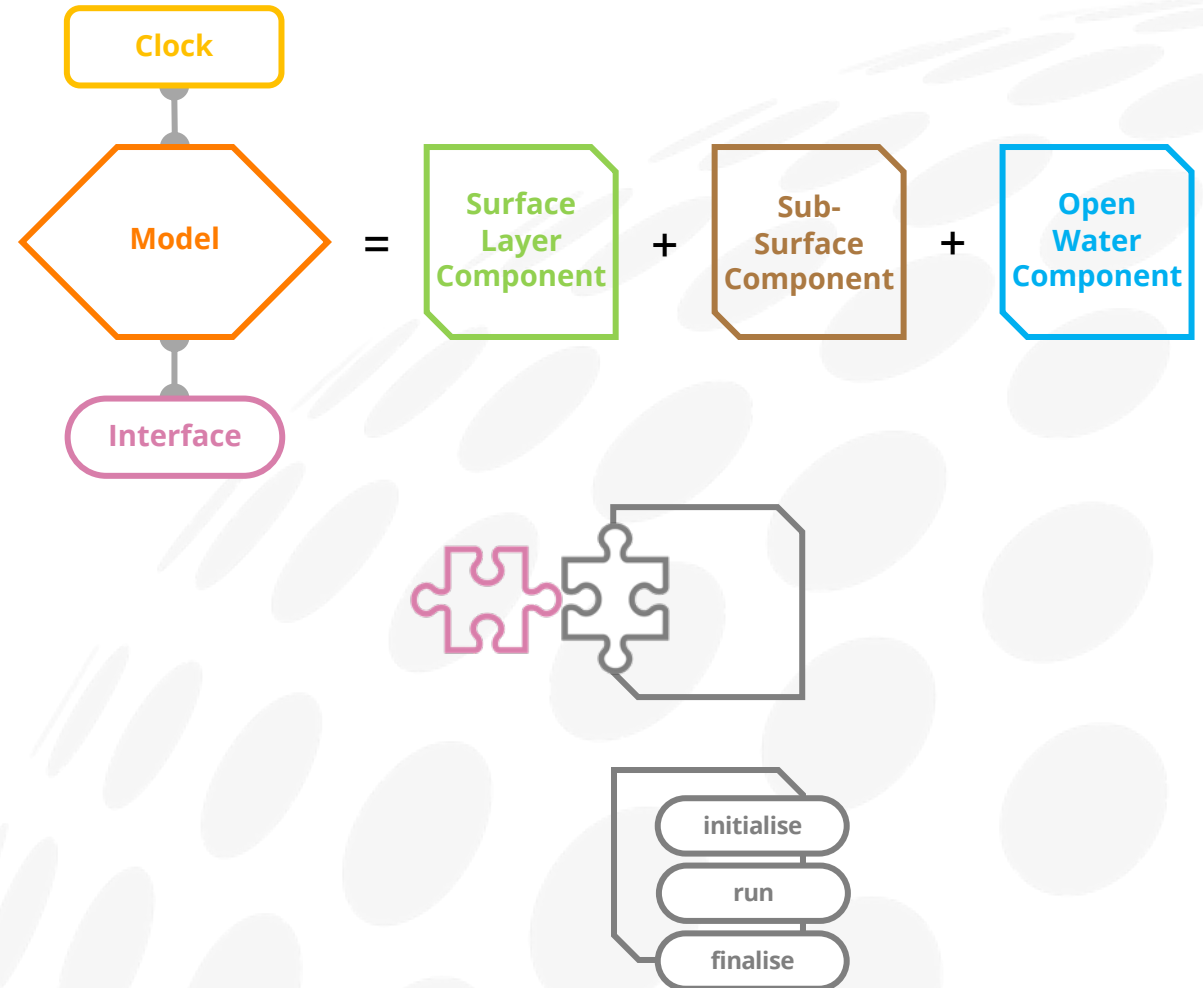 Clock
Model
=
Surface
Layer
Component
+
Sub-
Surface
Component
+
Open
Water
Component
Interface
initialise
run
finalise